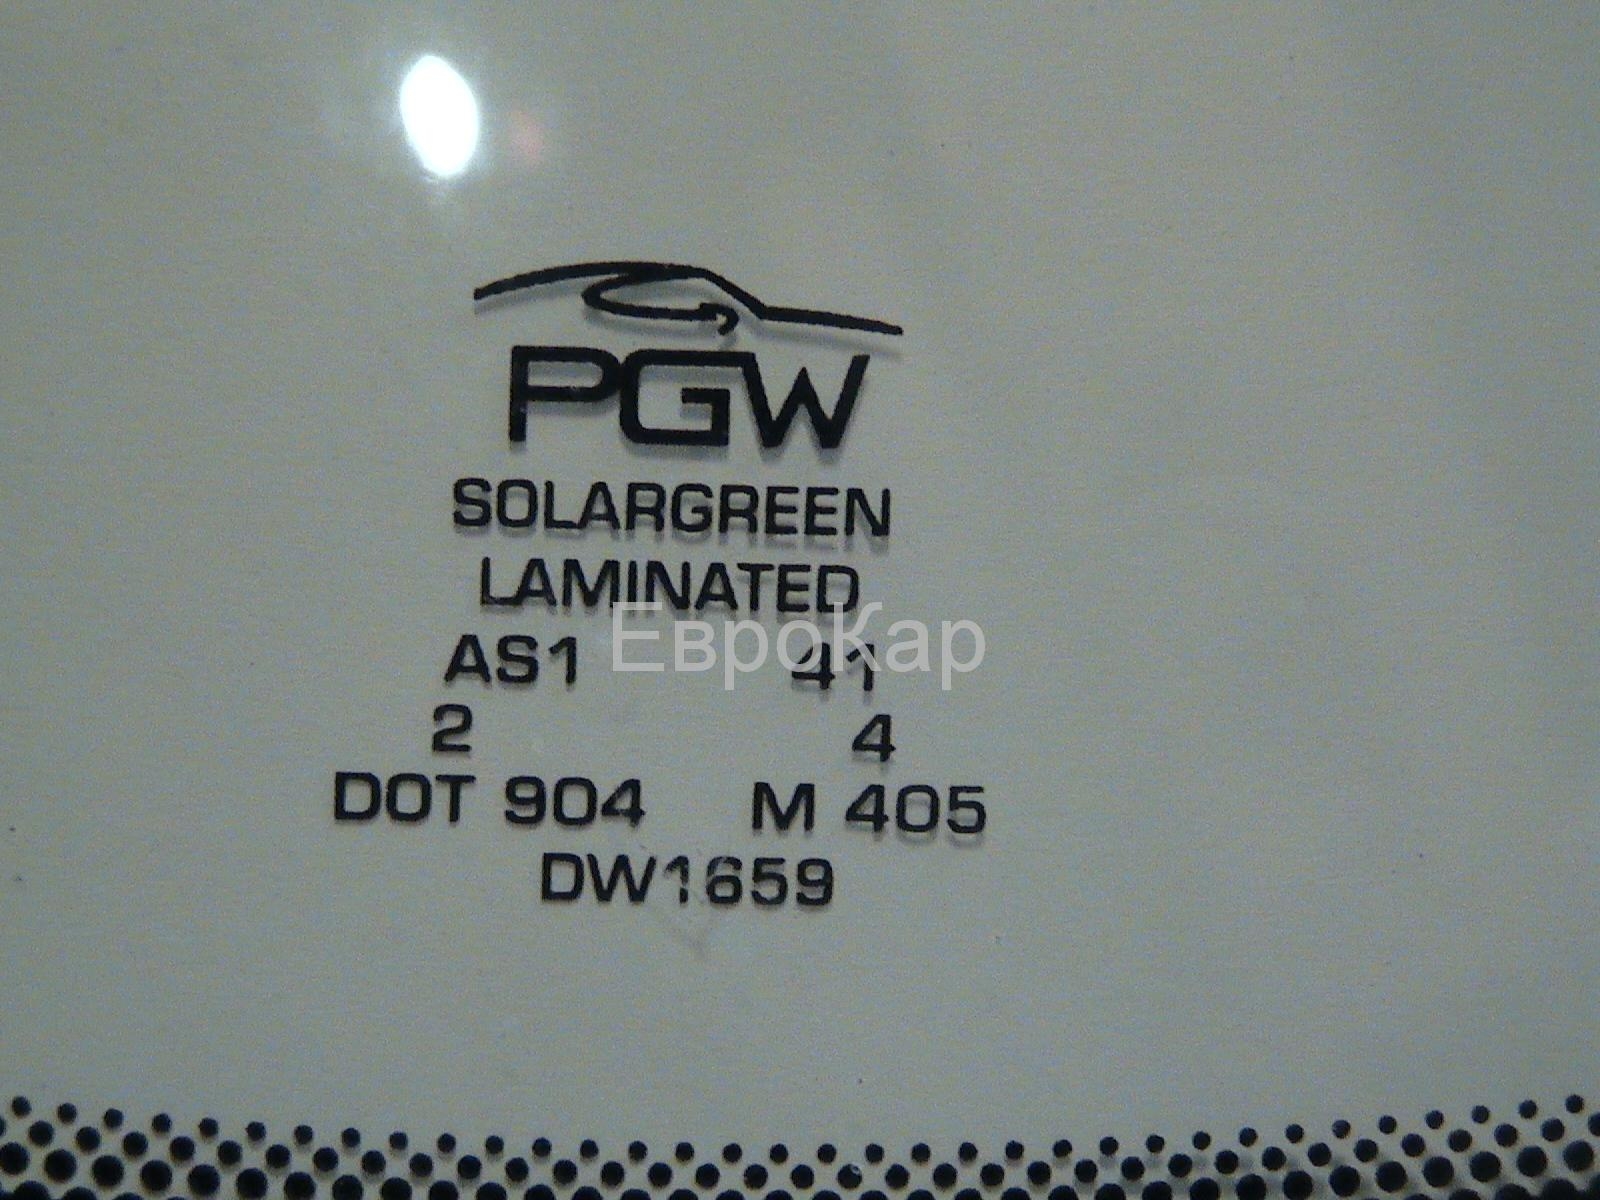 PGW
SOLARGREEN
LAMINATED
ЕвроКар
AS1 41
2 4
DOT 904 M 405
DW1659